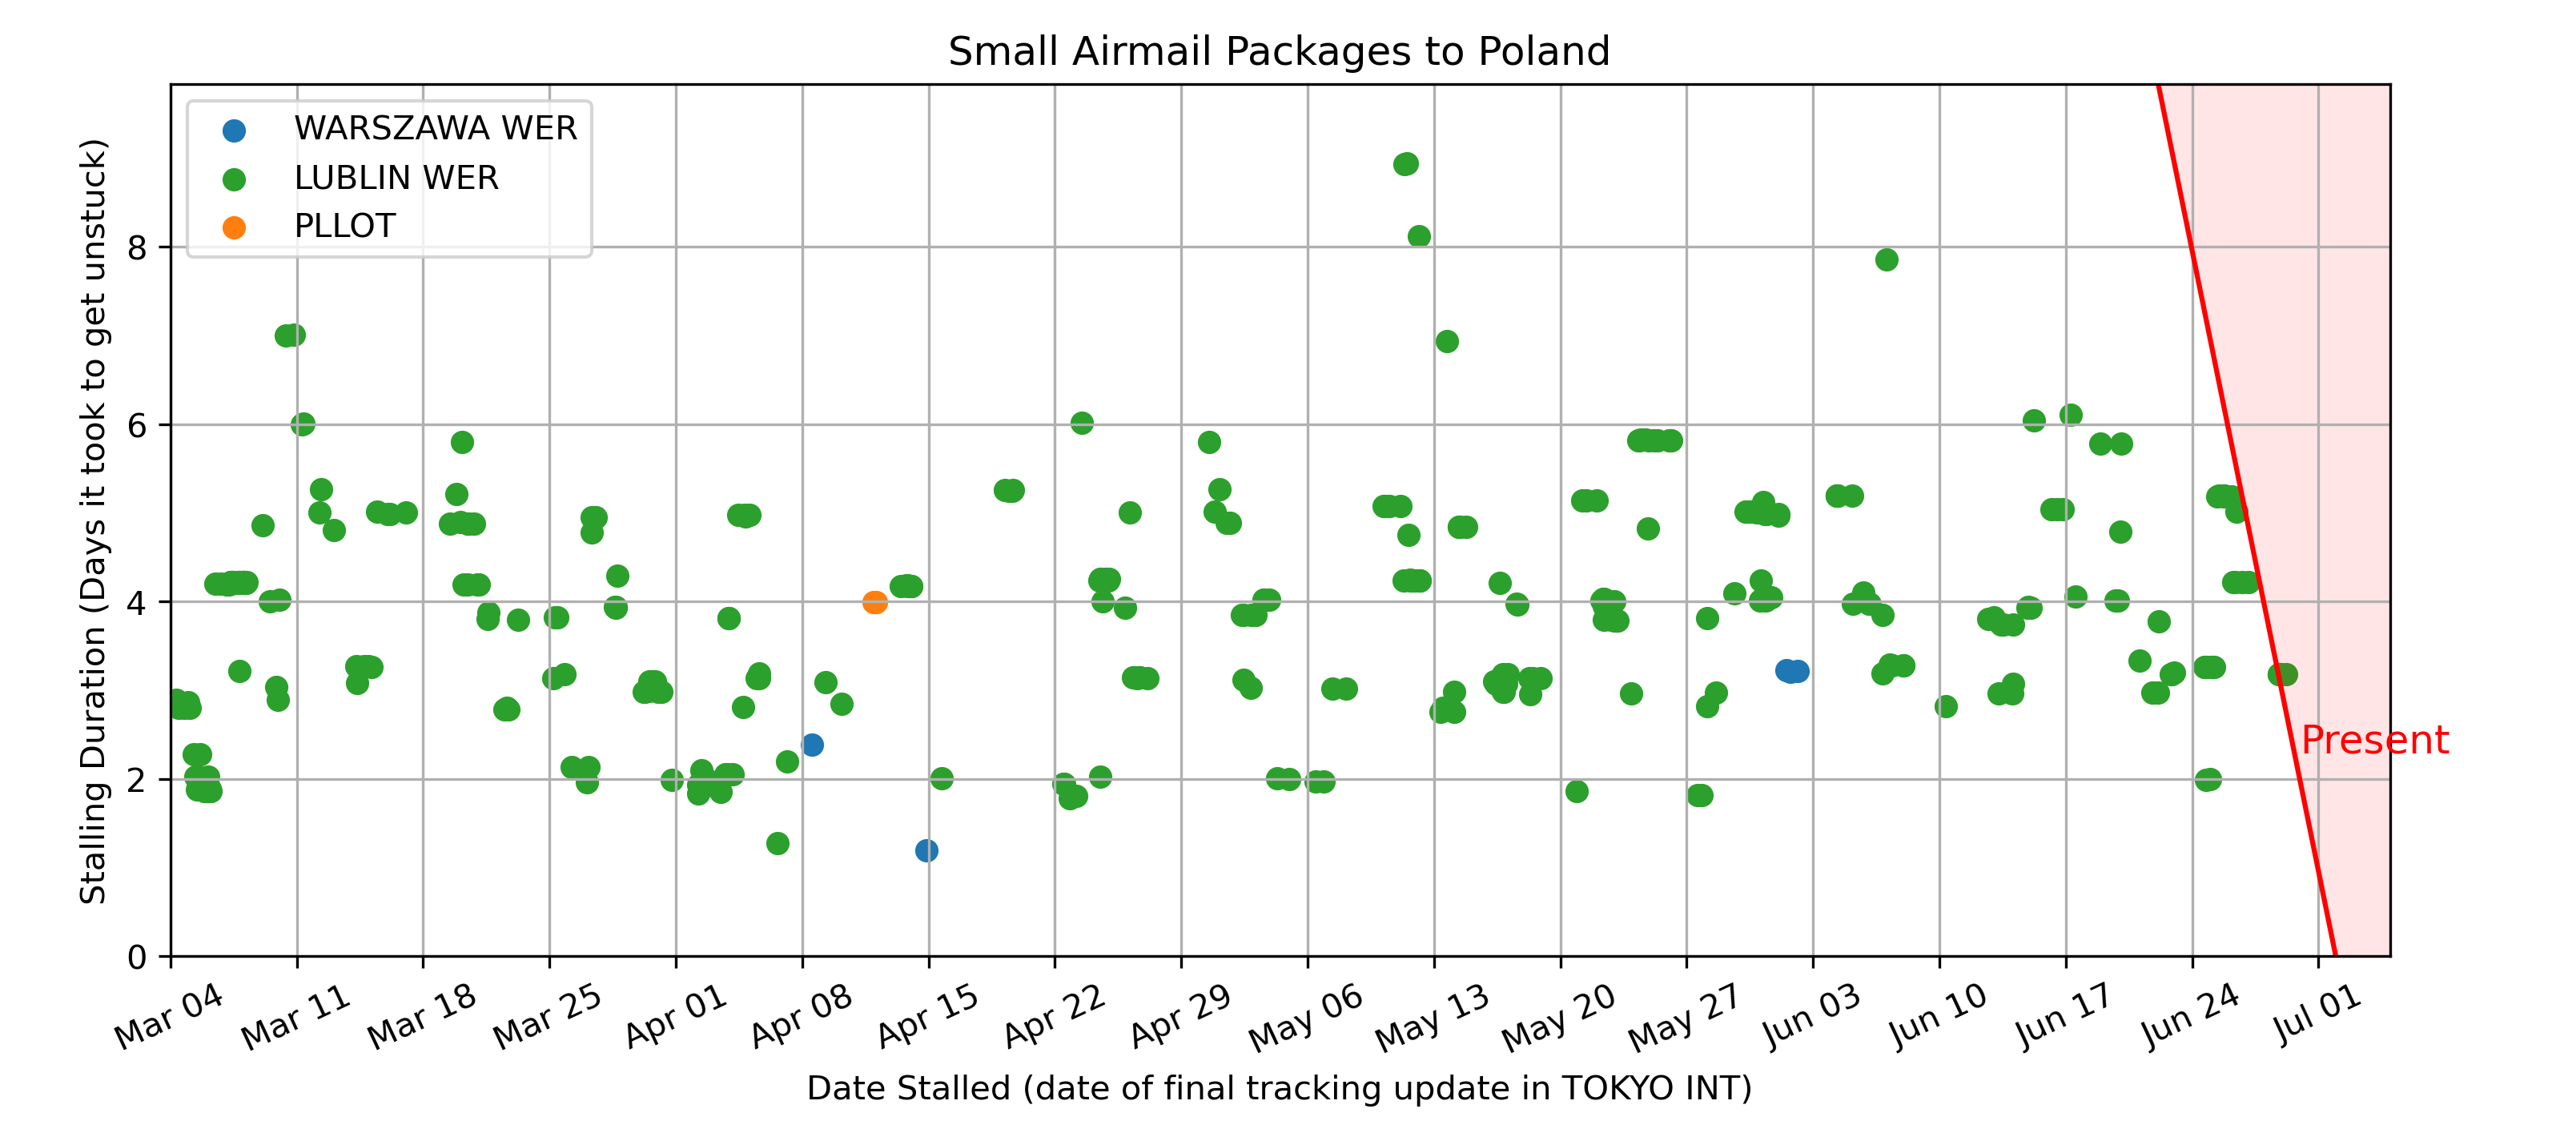 Small Airmail Packages to Poland
WARSZAWA WER
LUBLIN WER
PLLOT
Stalling Duration (Days it took to get unstuck)
8
6
4
2
0
Present
Mar 04
Mar 11
Mar 18
Mar 25
Apr 01
Apr 08
Apr 15
Apr 22
Apr 29
May 06
May 13
May 20
May 27
Jun 03
Jun 10
Jun 17
Jun 24
Jul 01
Date Stalled (date of final tracking update in TOKYO INT)